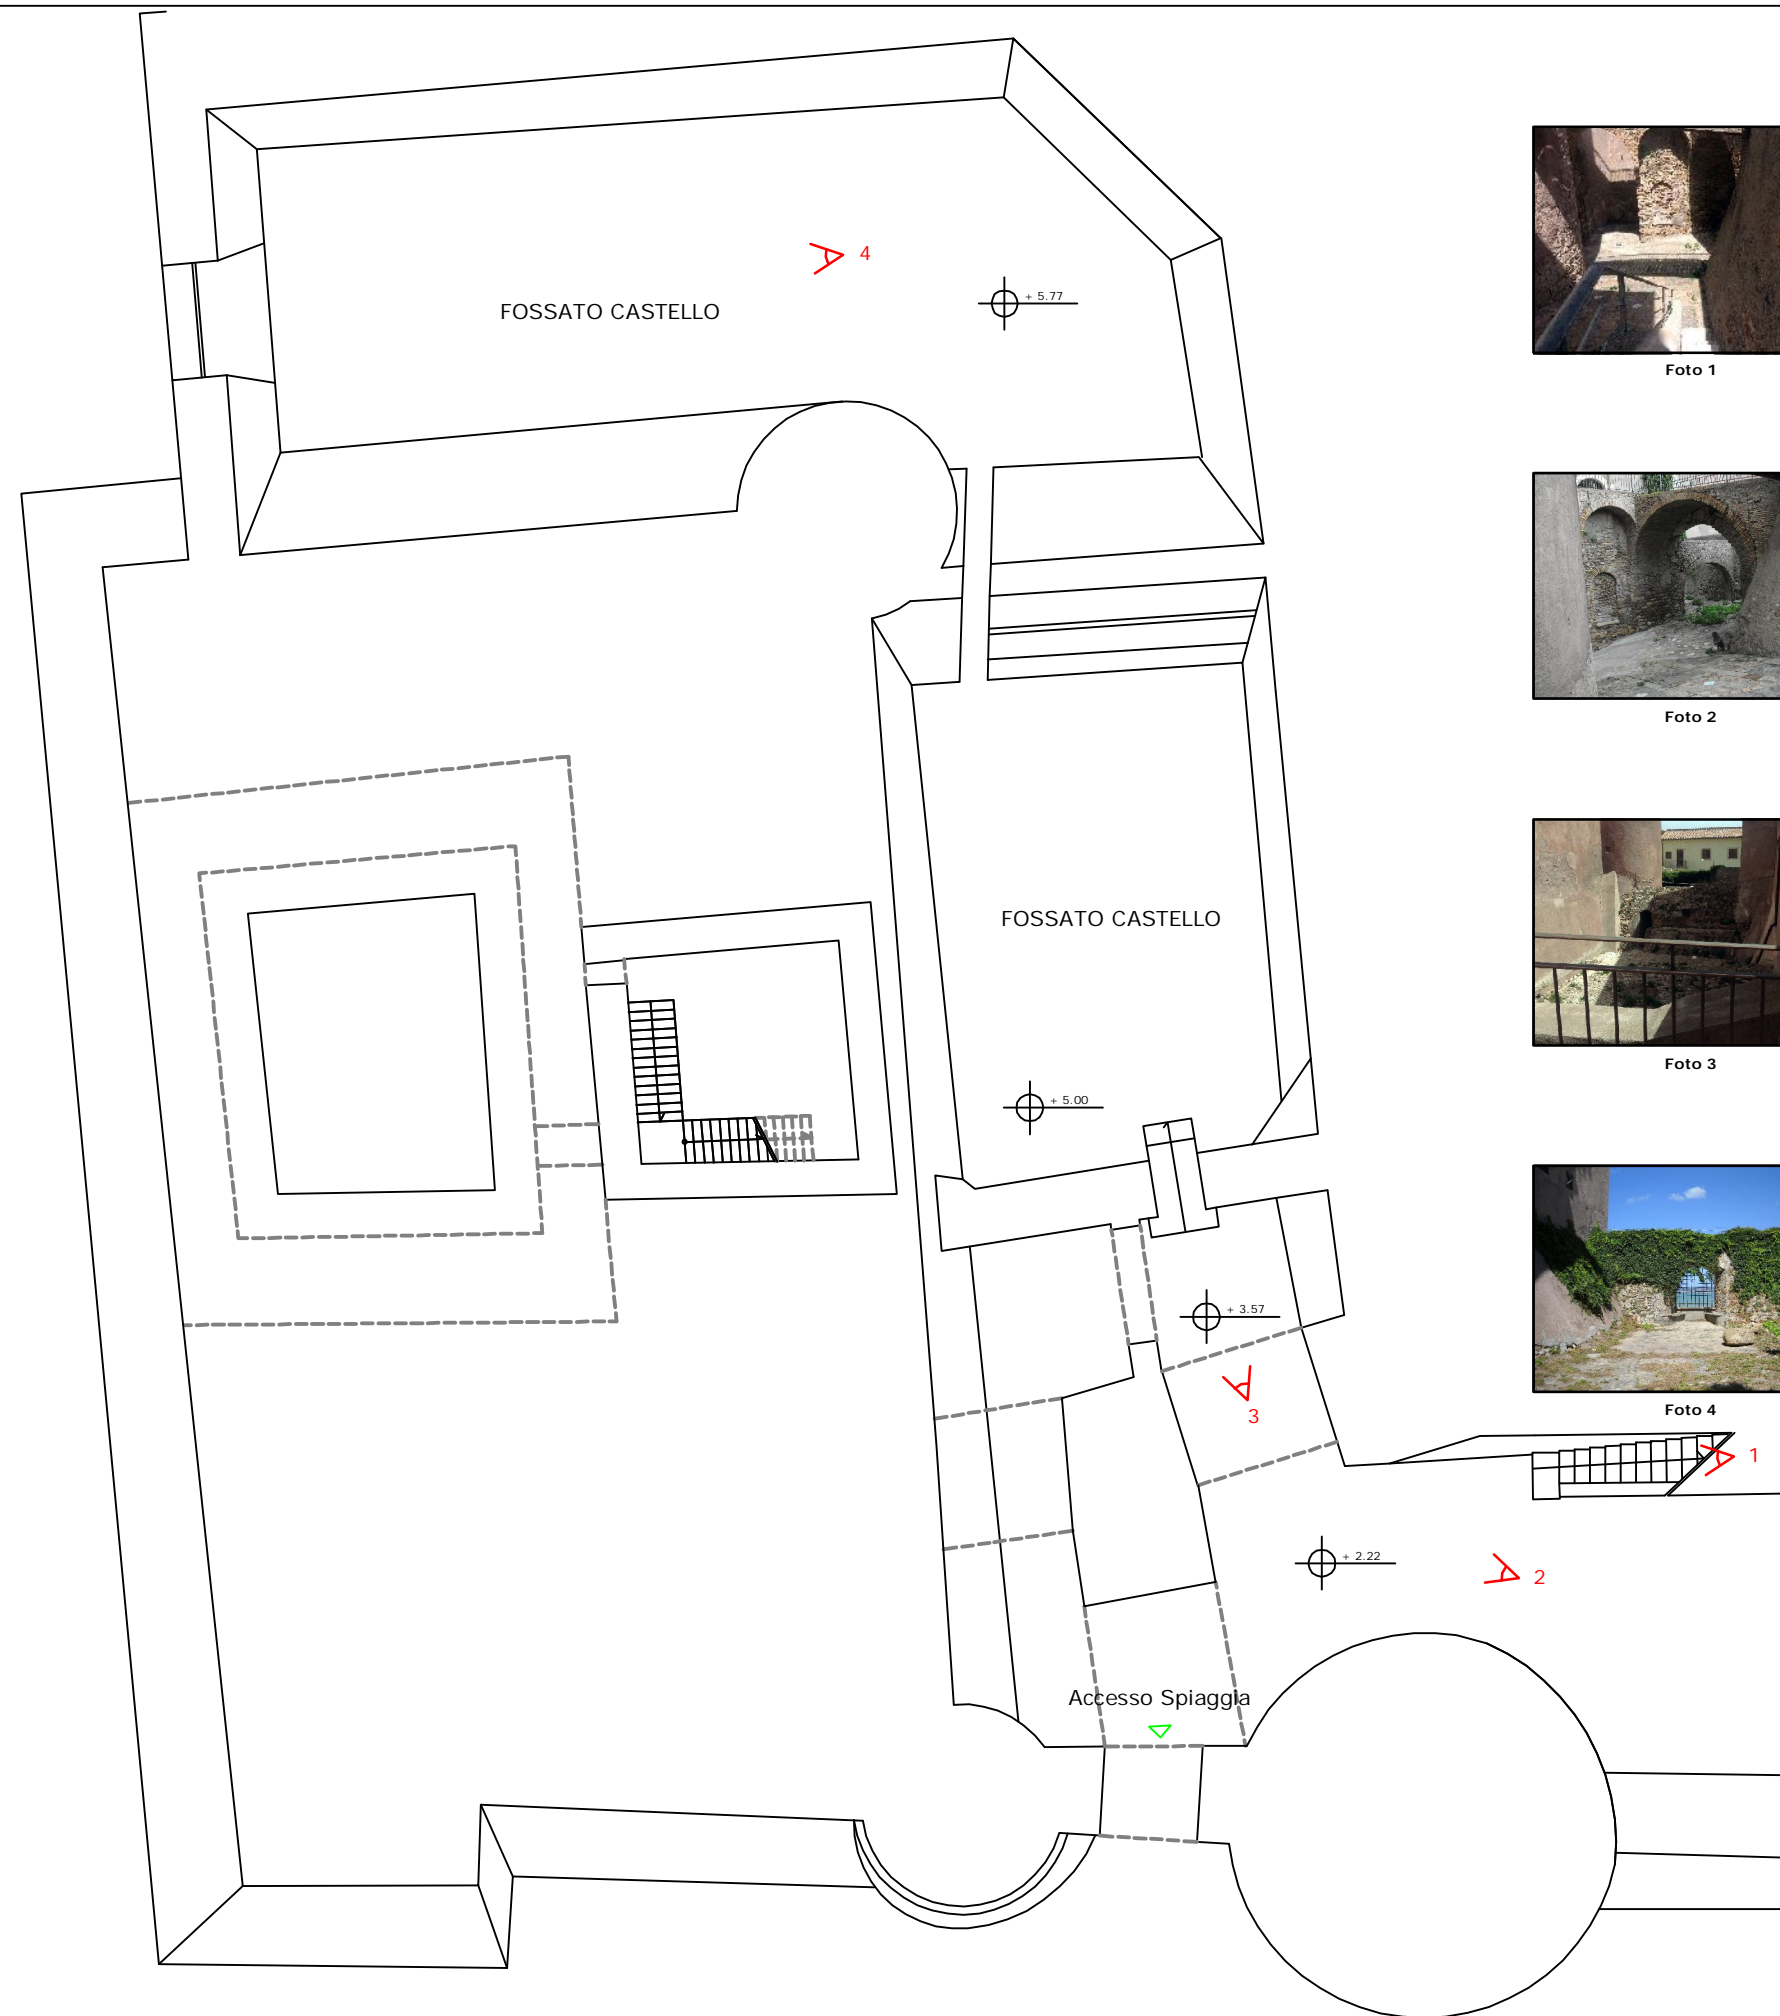 4
+ 5.77
FOSSATO CASTELLO
Foto 1
Foto 2
FOSSATO CASTELLO
Foto 3
+ 5.00
+ 3.57
3
Foto 4
1
+ 2.22
2
Accesso Spiaggia